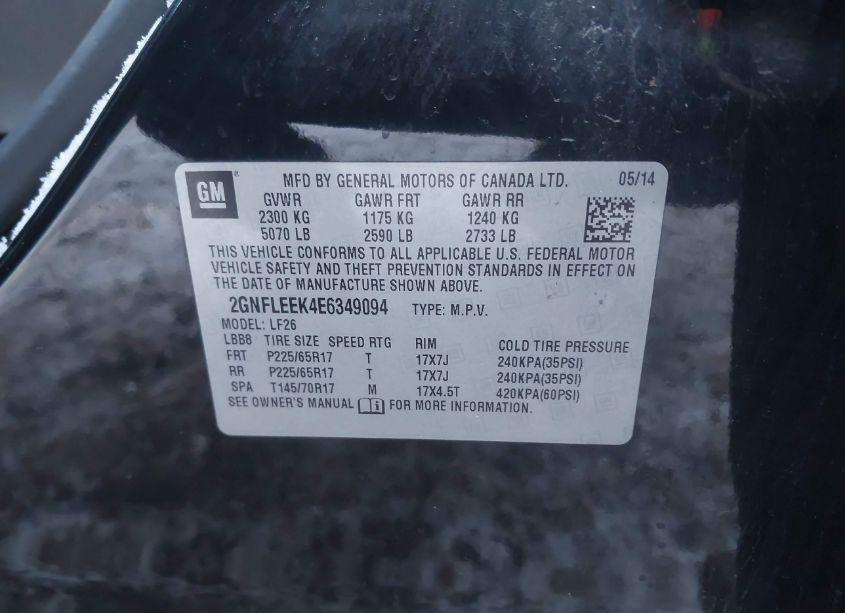 GM ® MFD BY GENERAL MOTORS OF CANADA LTD. 05/14
GVWR GAWR FRT GAWR RR
2300 KG 1175 KG 1240 KG
5070 LB 2590 LB 2733 LB
THIS VEHICLE CONFORMS TO ALL APPLICABLE U.S. FEDERAL MOTOR
VEHICLE SAFETY AND THEFT PREVENTION STANDARDS IN EFFECT ON
THE DATE OF MANUFACTURE SHOWN ABOVE.
2GNFLEEK4E6349094 TYPE: M.P.V.
MODEL: LF26
LBB8 TIRE SIZE SPEED RTG RIM COLD TIRE PRESSURE
FRT P225/65R17 T 17X7J 240KPA(35PSI)
RR P225/65R17 T 17X7J 240KPA(35PSI)
SPA T145/70R17 M 17X4.5T 420KPA(60PSI)
SEE OWNER'S MANUAL FOR MORE INFORMATION.